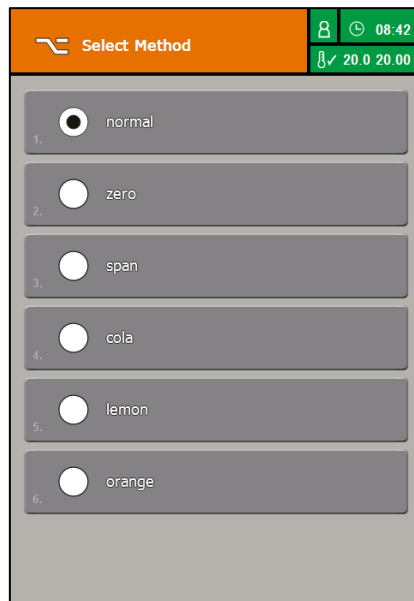 Select Method
08:42
20.0 20.00
1. normal
2. zero
3. span
4. cola
5. lemon
6. orange